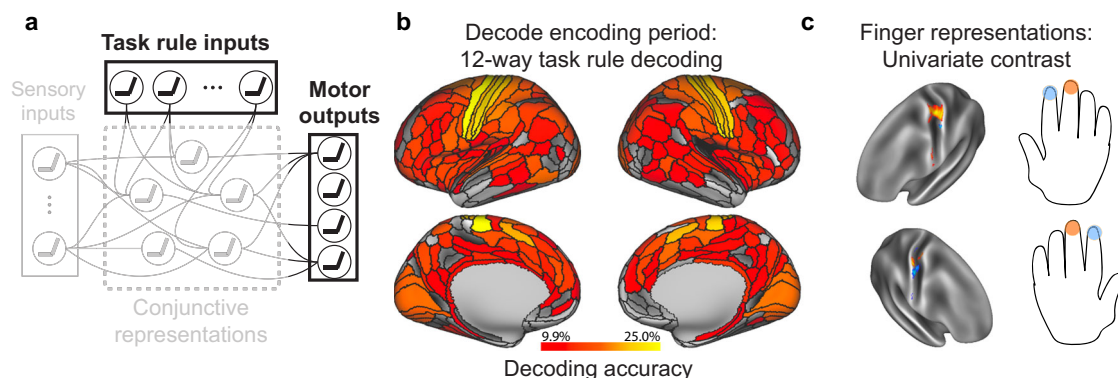 a
Task rule inputs
Sensory
inputs
Motor
outputs
Conjunctive
representations
b
Decode encoding period:
12-way task rule decoding
9.9% 25.0%
Decoding accuracy
c
Finger representations:
Univariate contrast